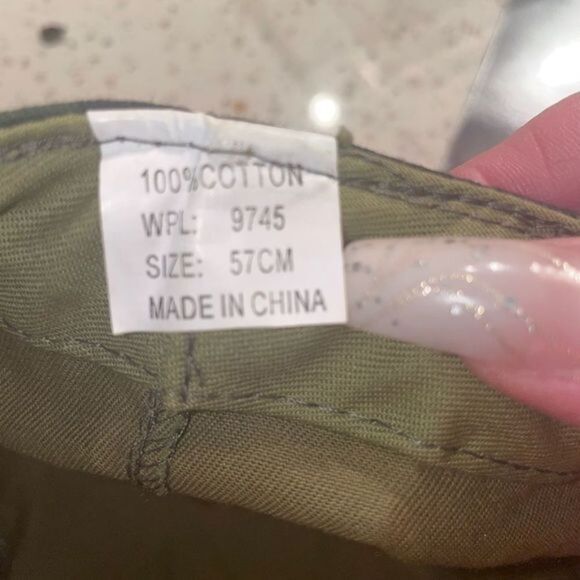 100%COTTON
WPL: 9745
SIZE: 57CM
MADE IN CHINA